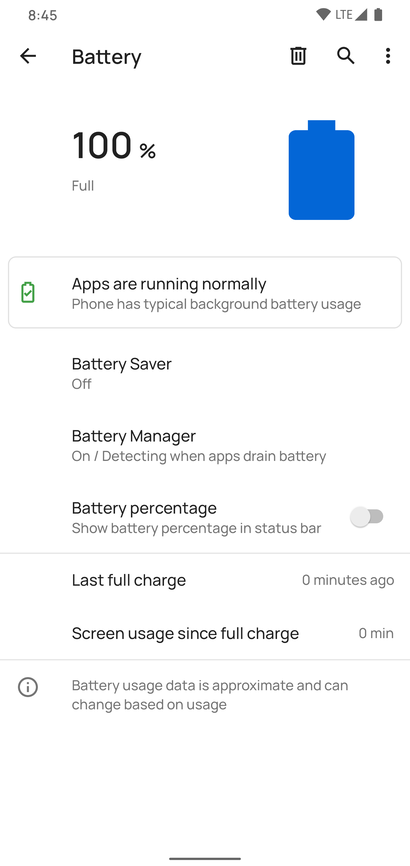 8:45
LTE
Battery
100 %
Full
Apps are running normally
Phone has typical background battery usage
Battery Saver
Off
Battery Manager
On / Detecting when apps drain battery
Battery percentage
Show battery percentage in status bar
Last full charge
0 minutes ago
Screen usage since full charge
0 min
Battery usage data is approximate and can
change based on usage